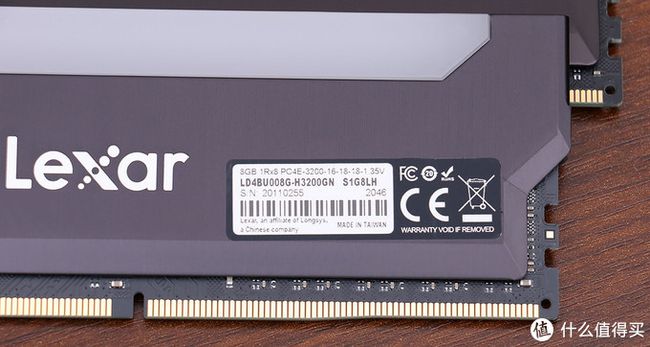 Lexar
8GB 1Rx8 PC4E-3200-16-18-18-1.35V
LD4BU008G-H3200GN S1G8LH
S/N: 20110255 2046
Lexar, an affiliate of Longsys,
a Chinese company
MADE IN TAIWAN
FC 20
CE
WARRANTY VOID IF REMOVED
值 什么值得买